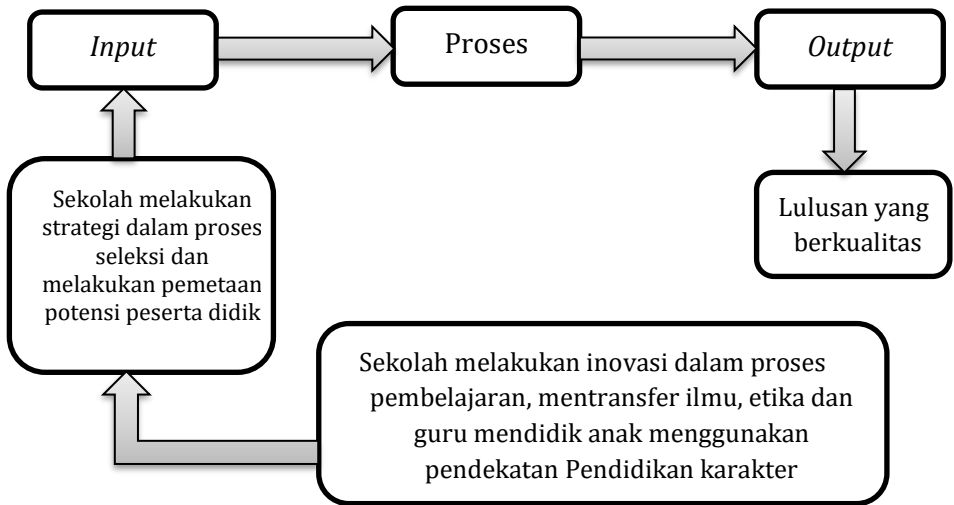 Input
Proses
Output
Sekolah melakukan
strategi dalam proses
seleksi dan
melakukan pemetaan
potensi peserta didik
Lulusan yang
berkualitas
Sekolah melakukan inovasi dalam proses
pembelajaran, mentransfer ilmu, etika dan
guru mendidik anak menggunakan
pendekatan Pendidikan karakter